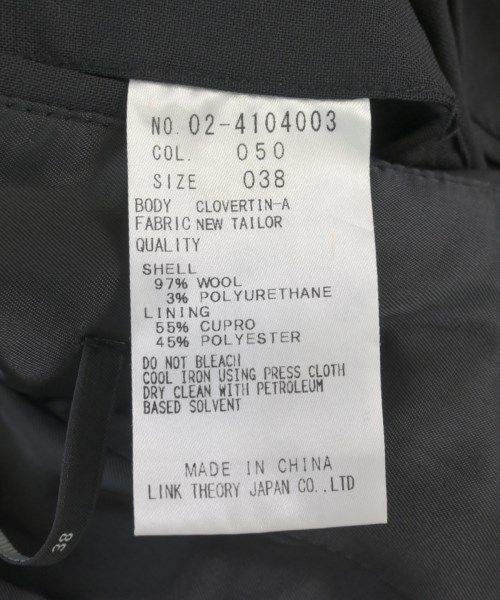 NO. 02-4104003
COL. 050
SIZE 038
BODY CLOVERTIN-A
FABRIC NEW TAILOR
QUALITY
SHELL
97% WOOL
3% POLYURETHANE
LINING
55% CUPRO
45% POLYESTER
DO NOT BLEACH
COOL IRON USING PRESS CLOTH
DRY CLEAN WITH PETROLEUM
BASED SOLVENT
MADE IN CHINA
LINK THEORY JAPAN CO.,LTD
38